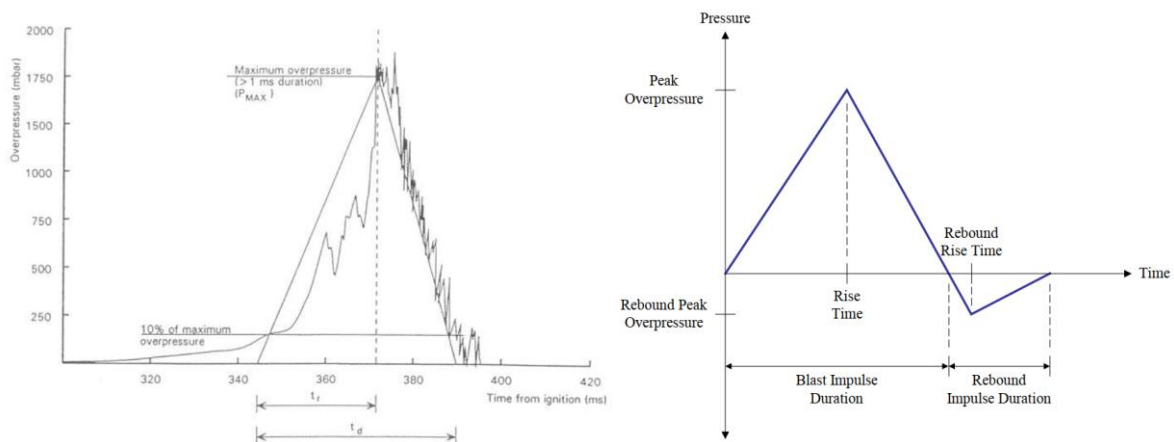 2000
1750
1500
1250
1000
750
500
250
Overpressure (mbar)
Maximum overpressure
(>1 ms duration)
(PMAX)
10% of maximum
overpressure
320
340
360
380
400
420
Time from ignition (ms)
tr
td
Pressure
Peak
Overpressure
Rebound
Rise Time
Time
Rise
Time
Rebound Peak
Overpressure
Blast Impulse
Duration
Rebound
Impulse Duration